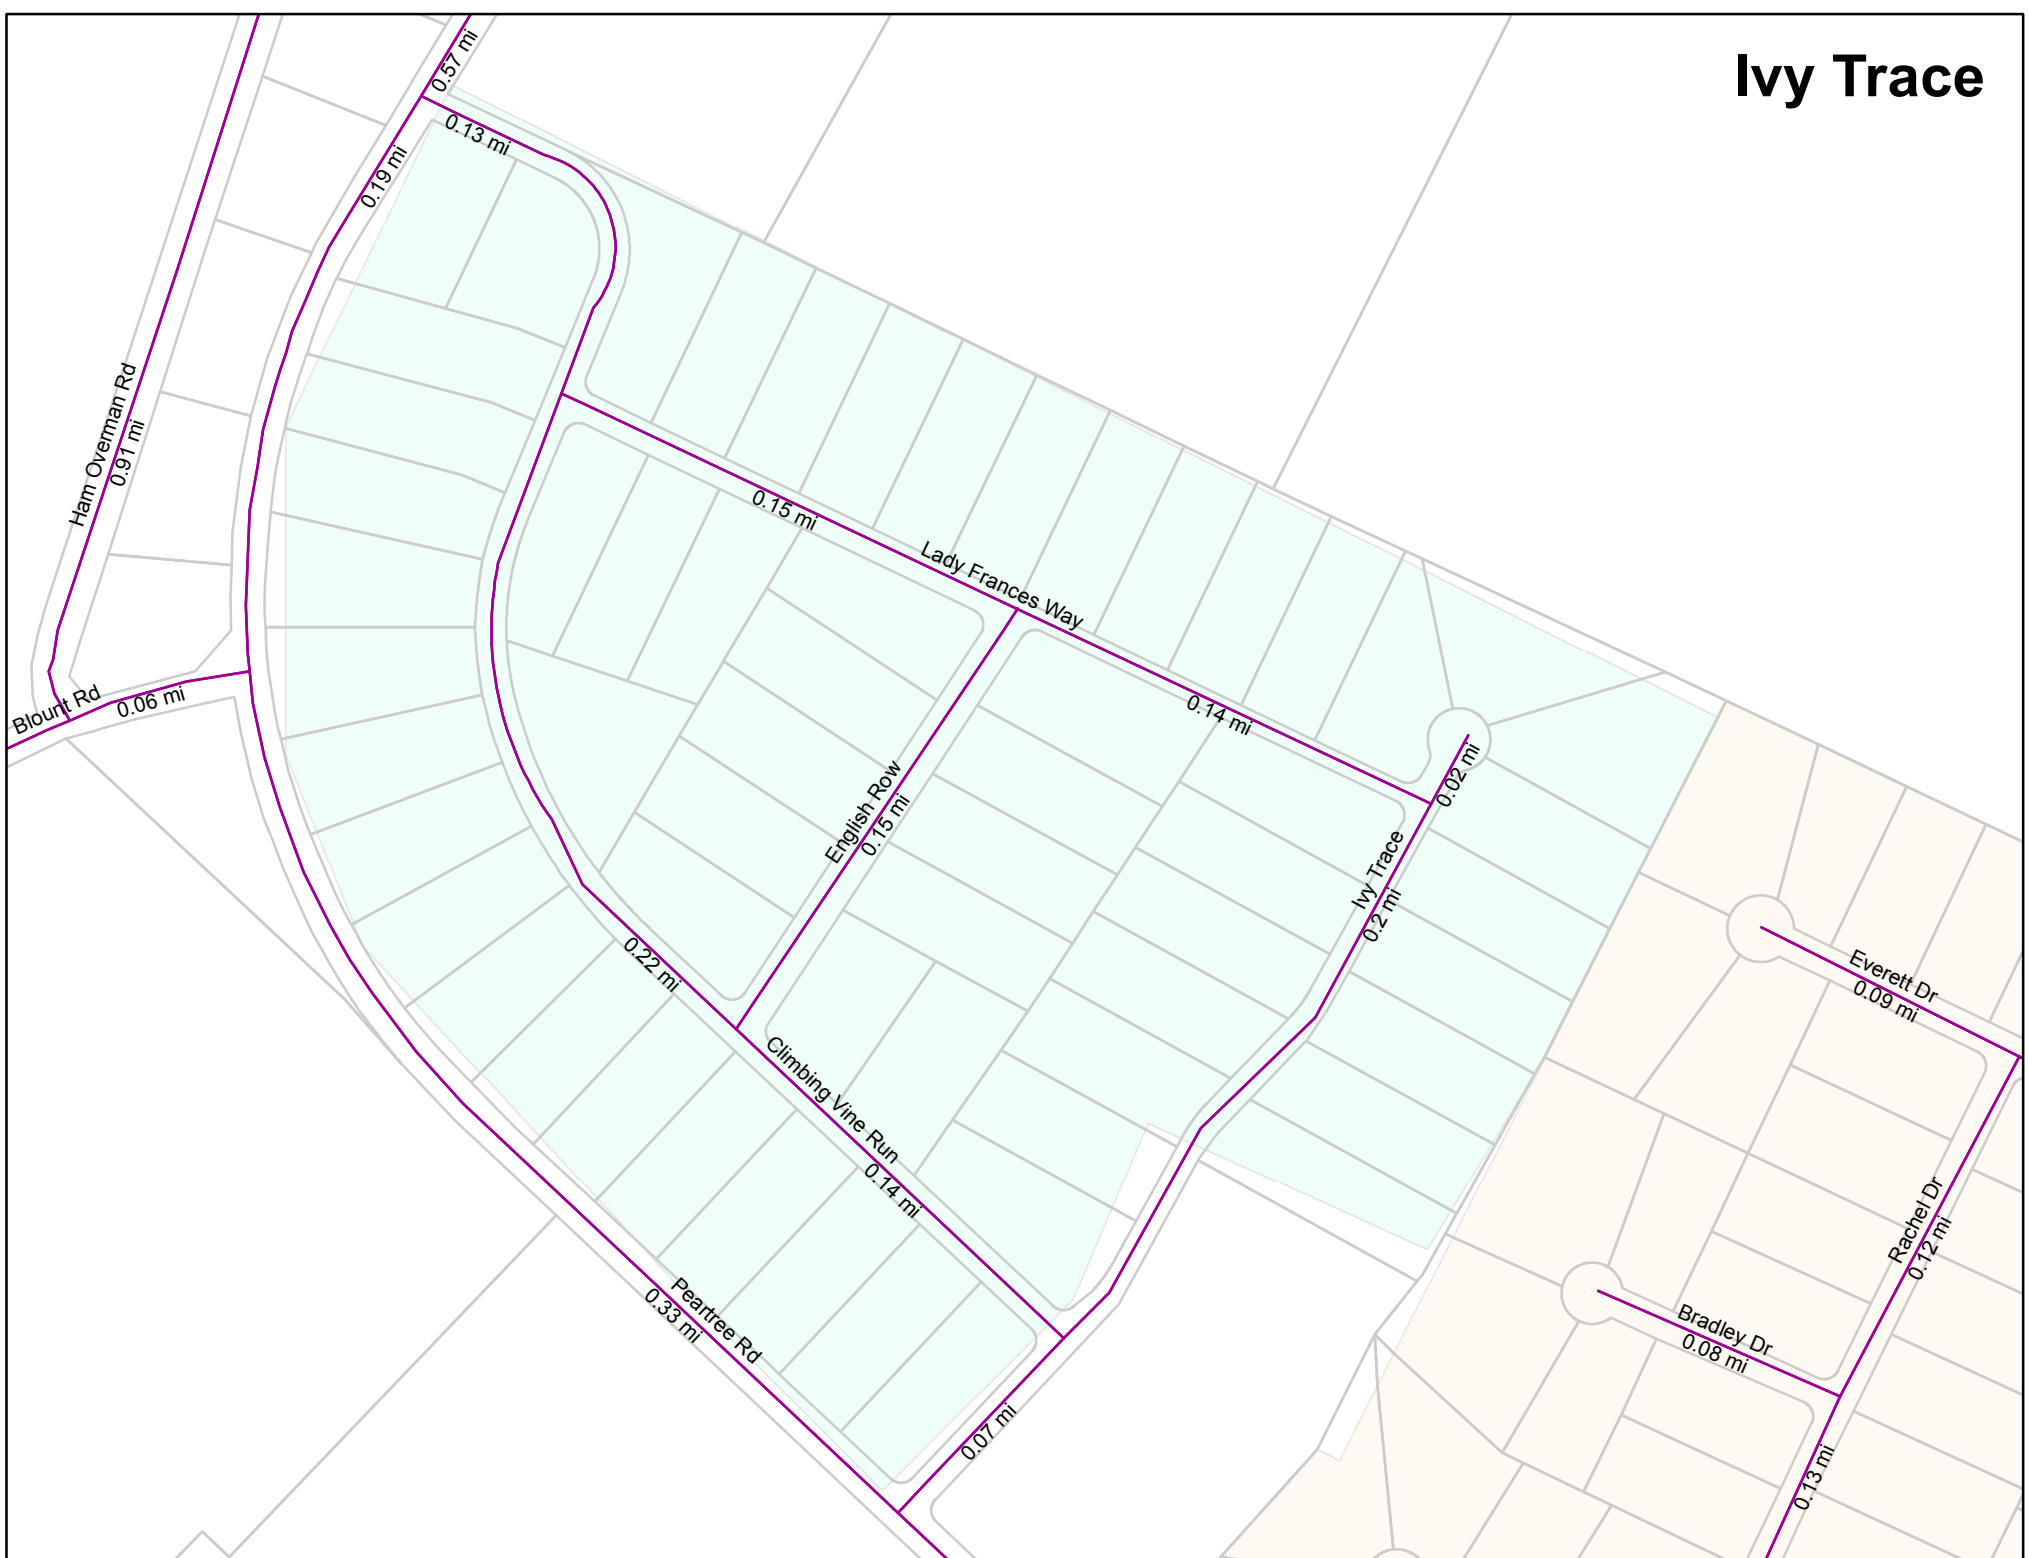 Ivy Trace
0.57 mi
0.13 mi
0.19 mi
Ham Overman Rd
0.91 mi
0.15 mi
Lady Frances Way
0.14 mi
Blount Rd
0.06 mi
0.02 mi
English Row
0.15 mi
Ivy Trace
0.2 mi
0.22 mi
Everett Dr
0.09 mi
Climbing Vine Run
0.14 mi
Rachel Dr
0.12 mi
Peartree Rd
0.33 mi
Bradley Dr
0.08 mi
0.07 mi
0.13 mi